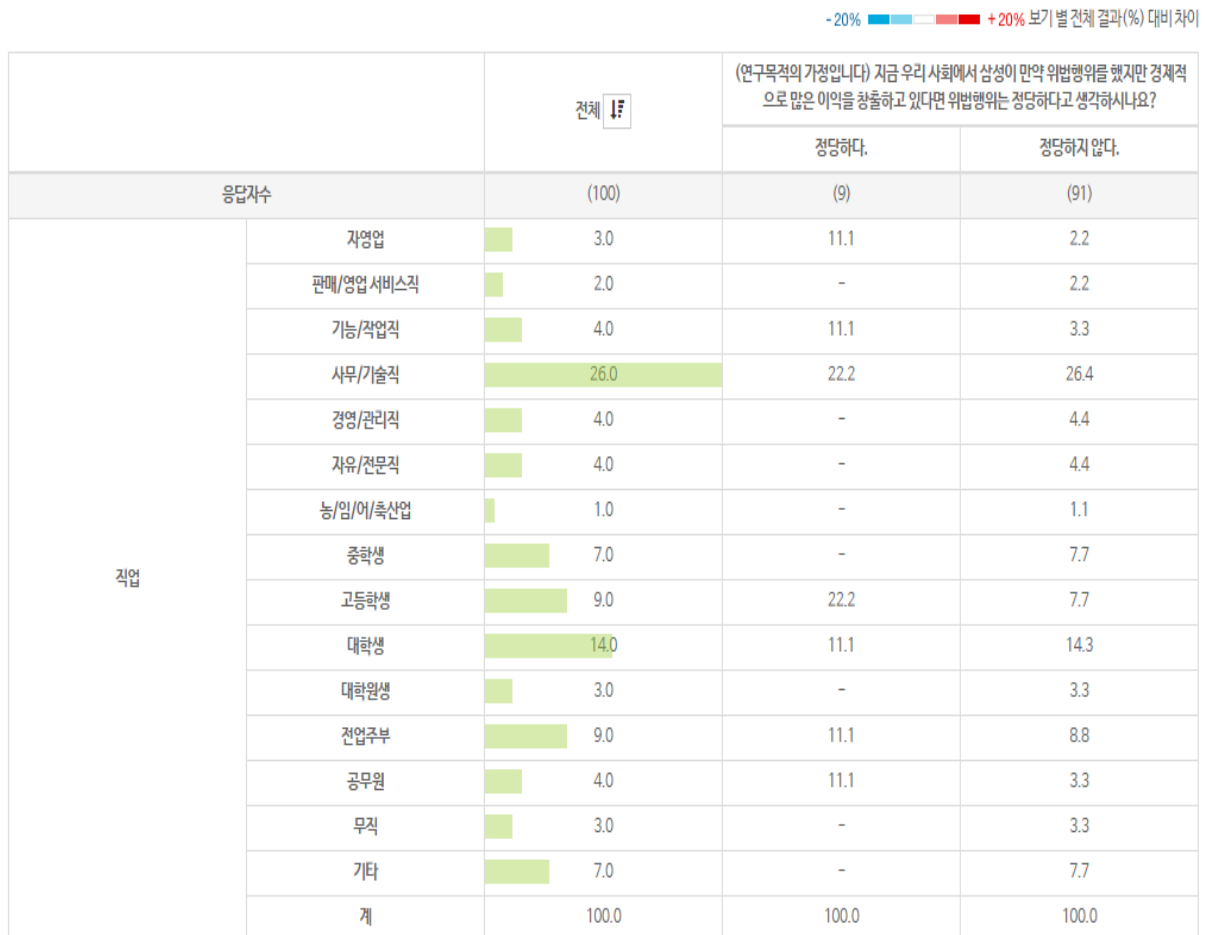 - 20% + 20% 보기 별 전체 결과(%) 대비 차이
전체
(연구목적의 가정입니다) 지금 우리 사회에서 삼성이 만약 위법행위를 했지만 경제적
으로 많은 이익을 창출하고 있다면 위법행위는 정당하다고 생각하시나요?
정당하다. 정당하지 않다.
응답자수 (100) (9) (91)
직업
자영업 3.0 11.1 2.2
판매/영업 서비스직 2.0 - 2.2
기능/작업직 4.0 11.1 3.3
사무/기술직 26.0 22.2 26.4
경영/관리직 4.0 - 4.4
자유/전문직 4.0 - 4.4
농/임/어/축산업 1.0 - 1.1
중학생 7.0 - 7.7
고등학생 9.0 22.2 7.7
대학생 14.0 11.1 14.3
대학원생 3.0 - 3.3
전업주부 9.0 11.1 8.8
공무원 4.0 11.1 3.3
무직 3.0 - 3.3
기타 7.0 - 7.7
계 100.0 100.0 100.0